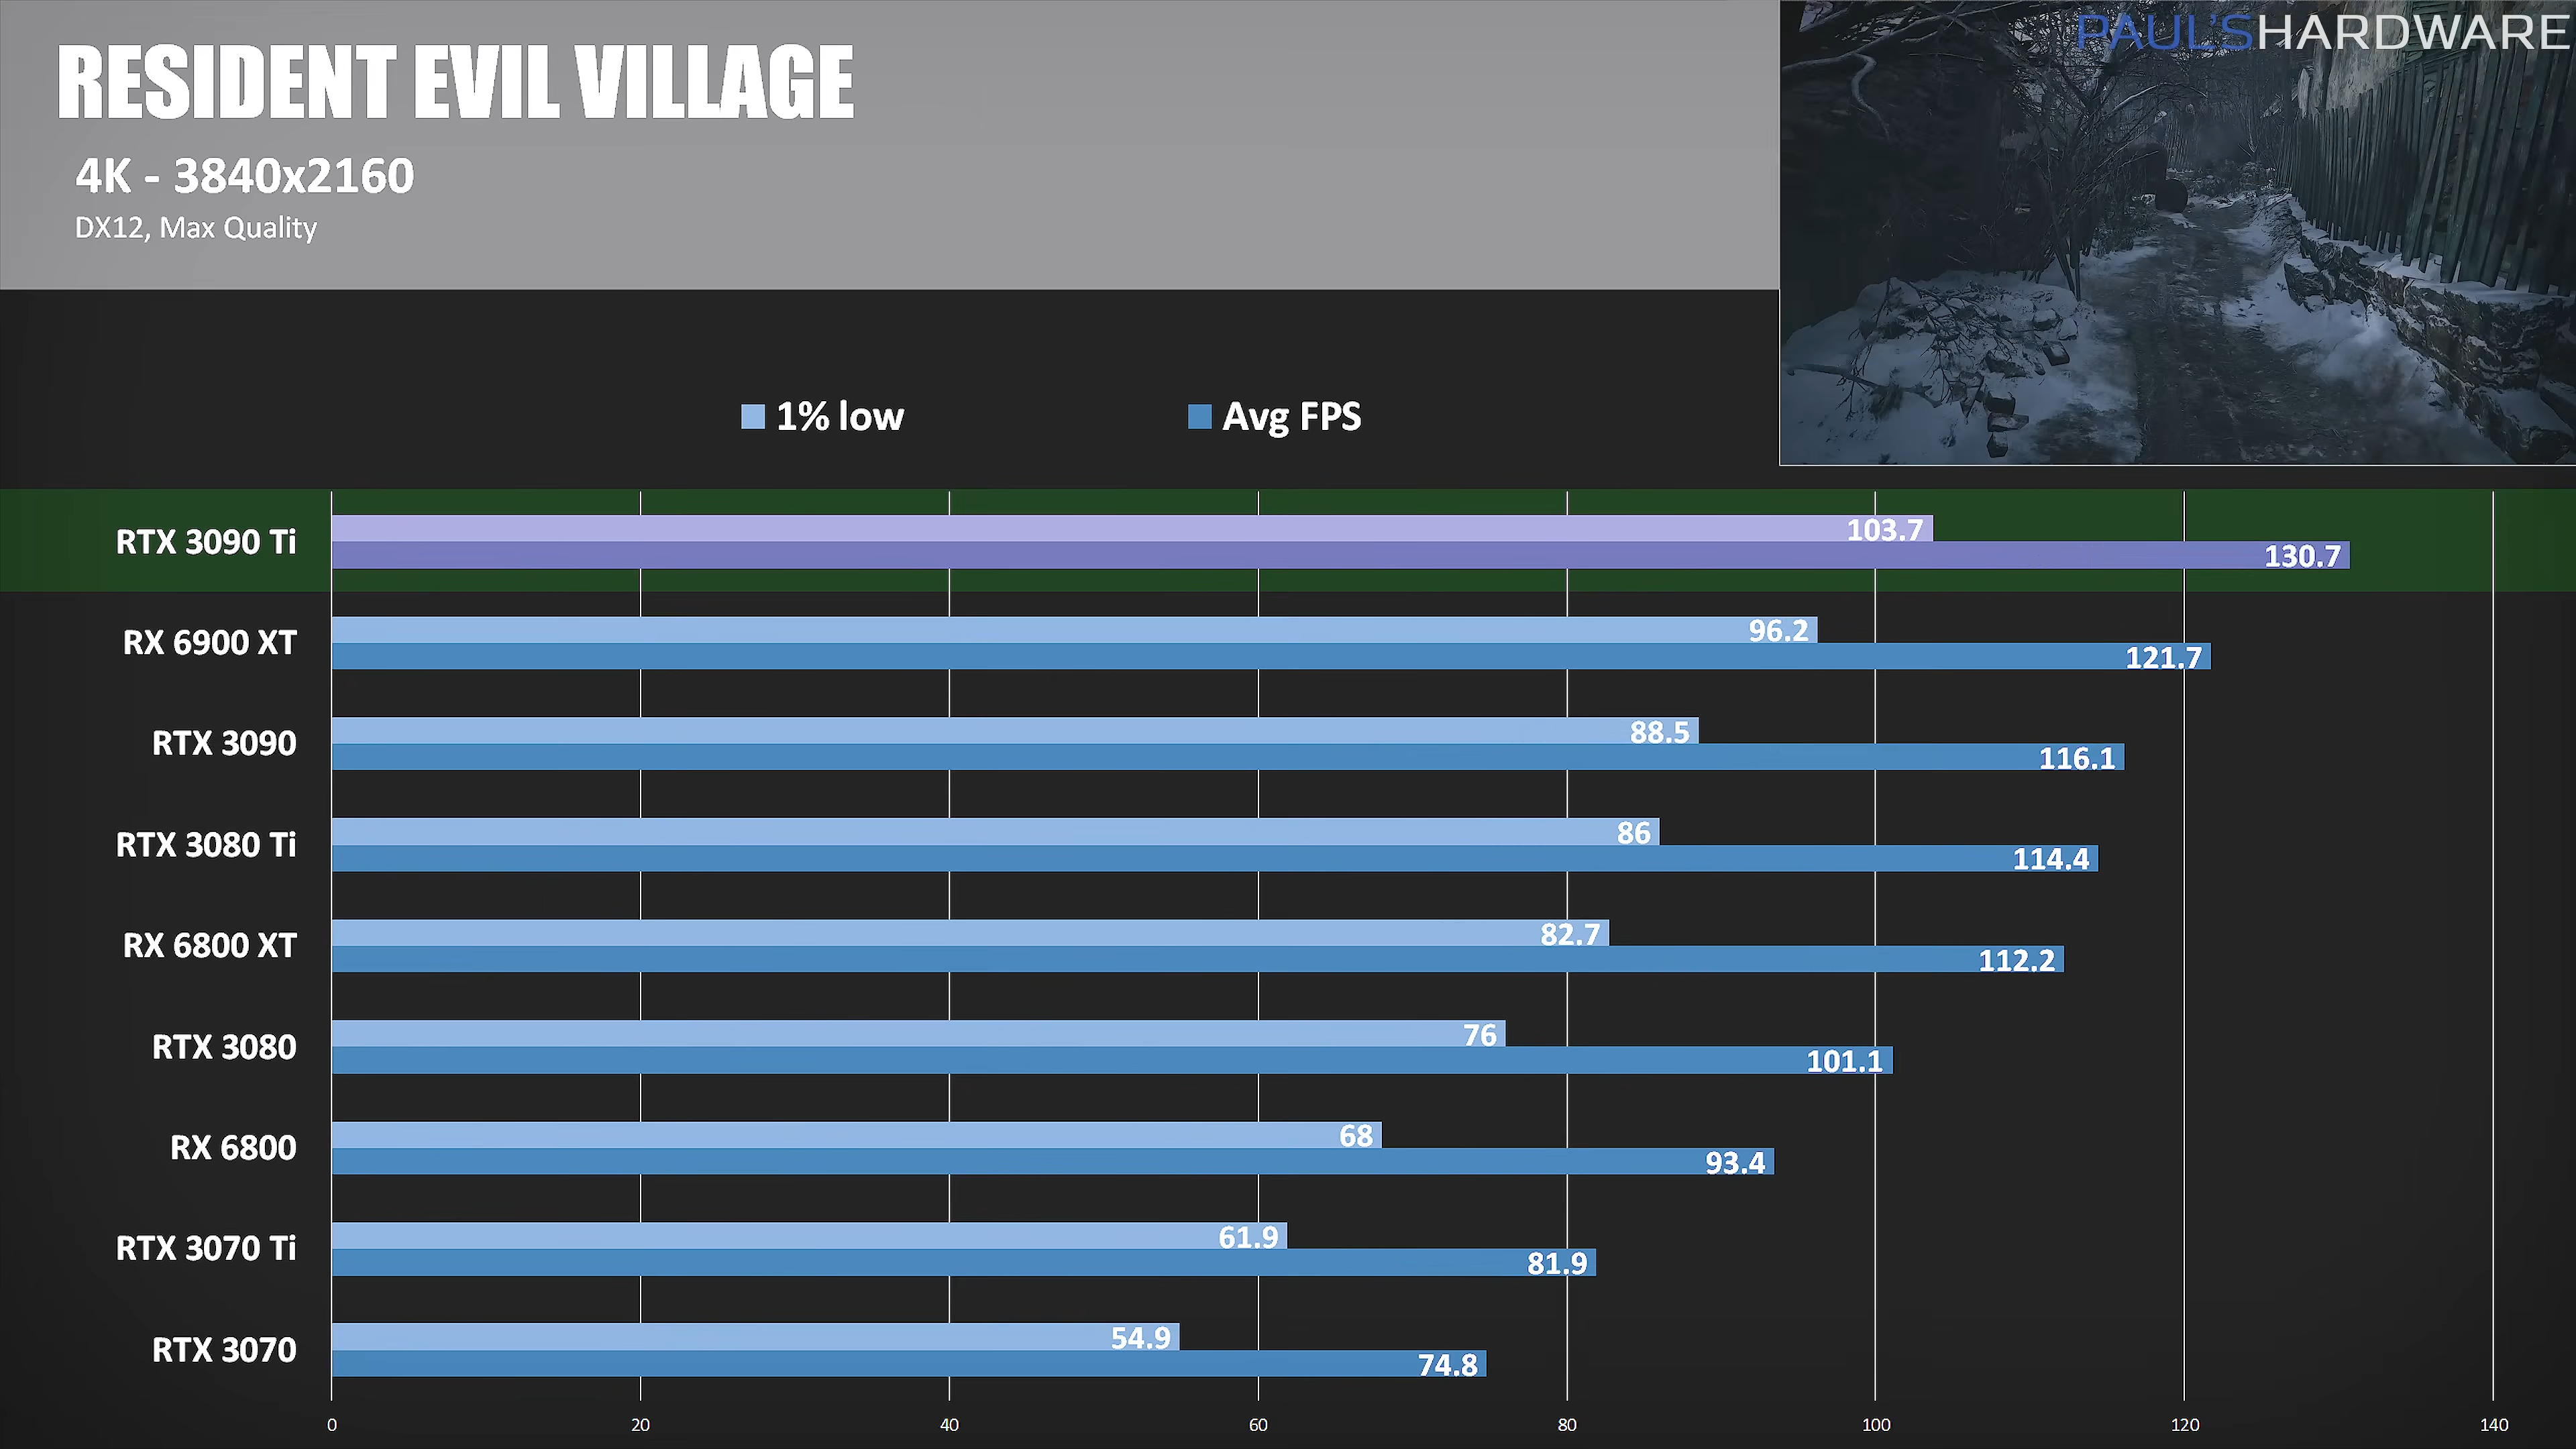 RESIDENT EVIL VILLAGE
PAUL'SHARDWARE
4K - 3840x2160
DX12, Max Quality
1% low
Avg FPS
RTX 3090 Ti
103.7
130.7
RX 6900 XT
96.2
121.7
RTX 3090
88.5
116.1
RTX 3080 Ti
86
114.4
RX 6800 XT
82.7
112.2
RTX 3080
76
101.1
RX 6800
68
93.4
RTX 3070 Ti
61.9
81.9
RTX 3070
54.9
74.8
0 20 40 60 80 100 120 140